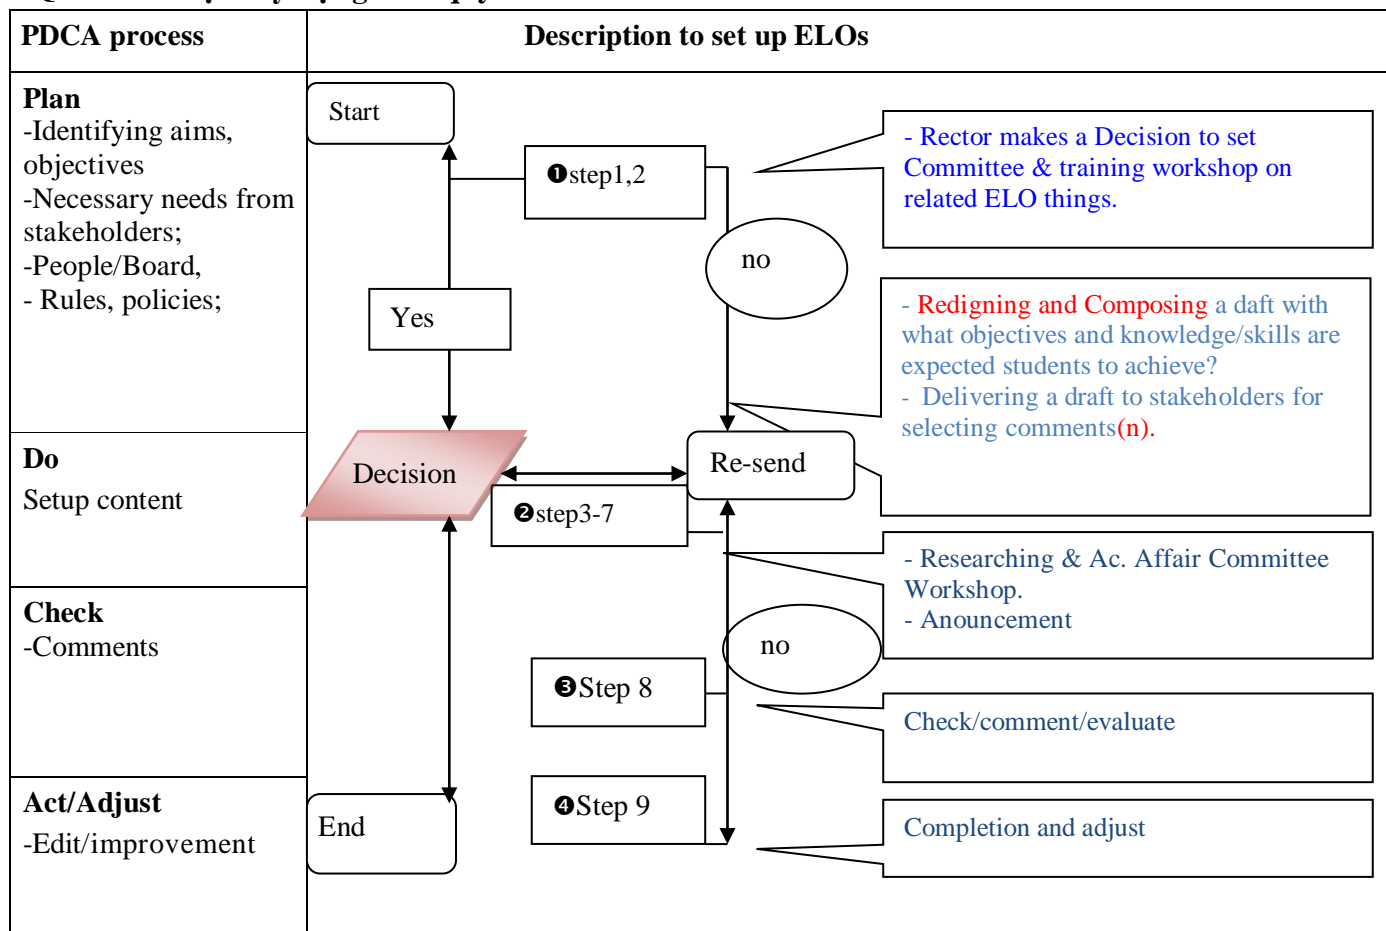 PDCA process
Description to set up ELOs
Plan
-Identifying aims,
objectives
-Necessary needs from
stakeholders;
-People/Board,
- Rules, policies;
Start
❶step1,2
no
Yes
- Rector makes a Decision to set
Committee & training workshop on
related ELO things.
- Redigning and Composing a daft with
what objectives and knowledge/skills are
expected students to achieve?
- Delivering a draft to stakeholders for
selecting comments(n).
Do
Setup content
Decision
Re-send
❷step3-7
- Researching & Ac. Affair Committee
Workshop.
- Anouncement
Check
-Comments
no
❸Step 8
Check/comment/evaluate
Act/Adjust
-Edit/improvement
End
❹Step 9
Completion and adjust